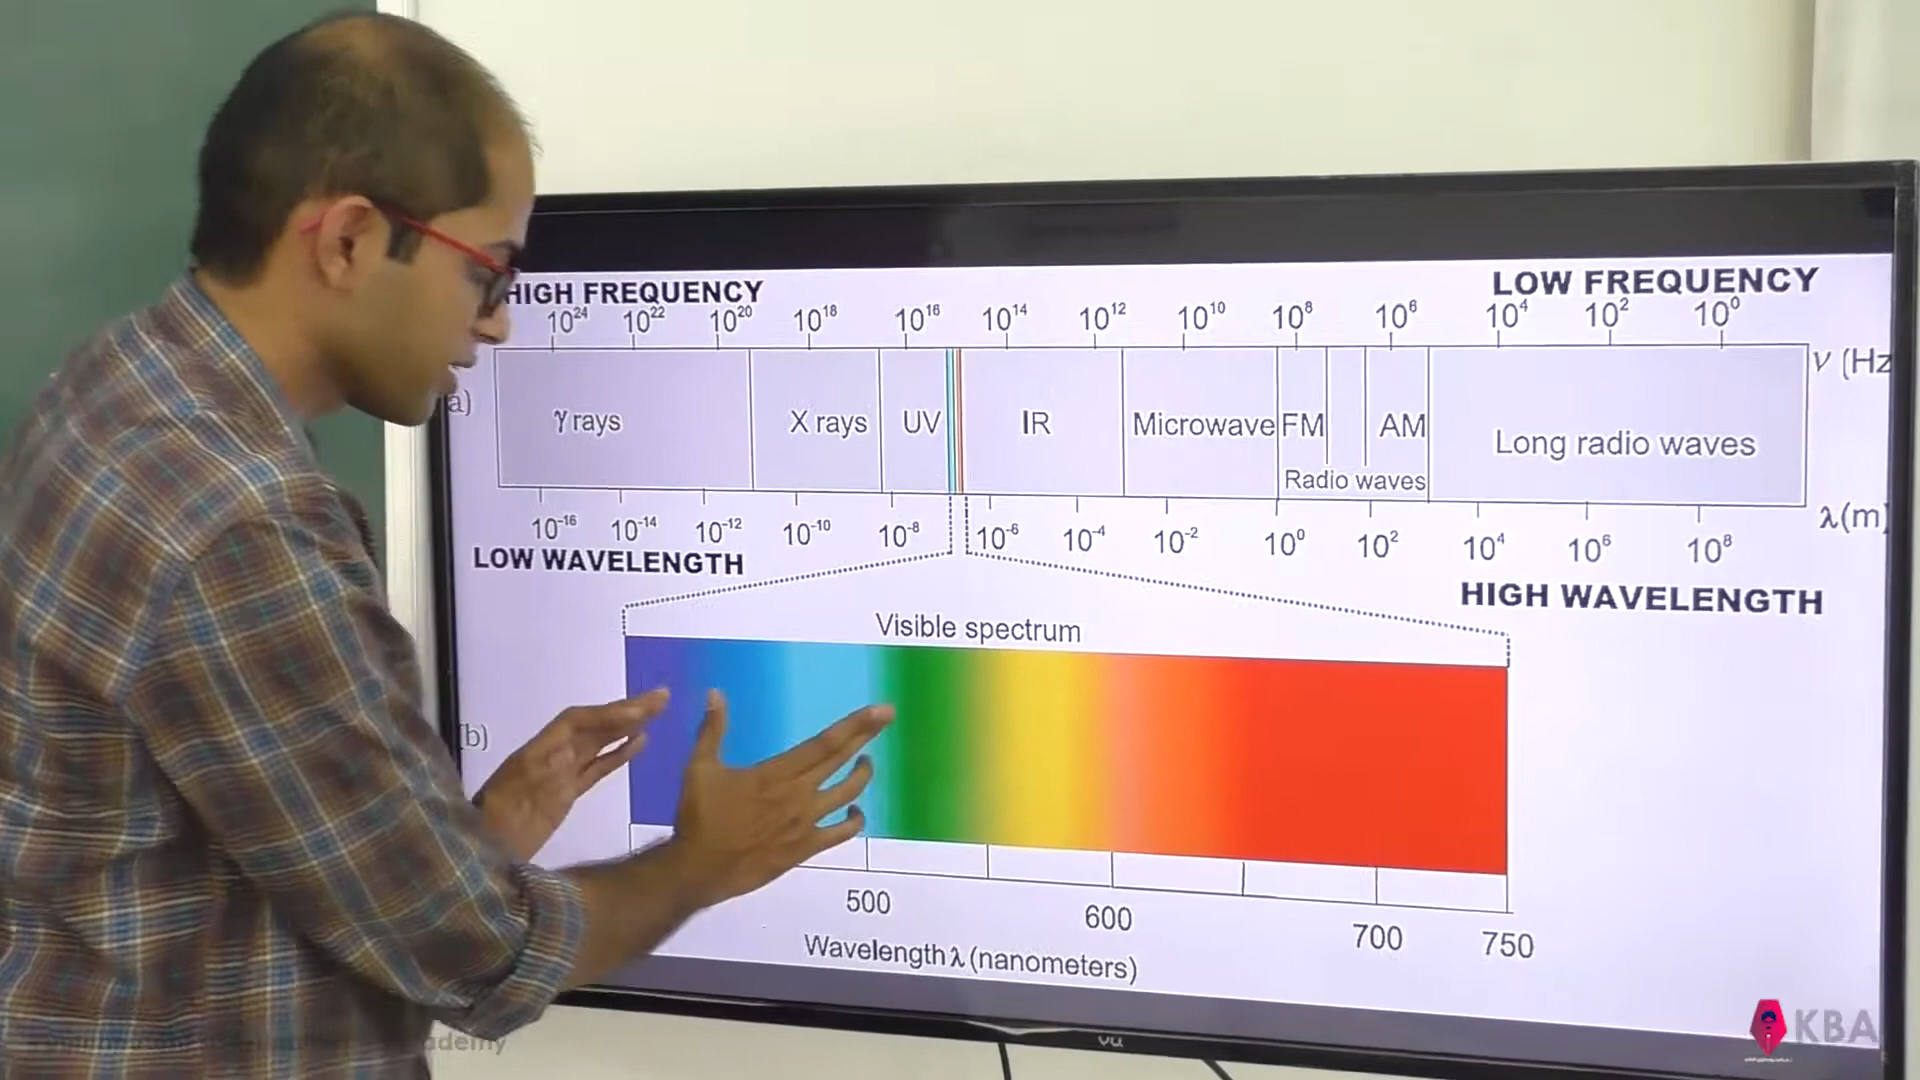 HIGH FREQUENCY
LOW FREQUENCY
10²⁴ 10²² 10²⁰ 10¹⁸ 10¹⁶ 10¹⁴ 10¹² 10¹⁰ 10⁸ 10⁶ 10⁴ 10² 10⁰
ν (Hz
a)
γ rays X rays UV IR Microwave FM AM Long radio waves
Radio waves
10⁻¹⁶ 10⁻¹⁴ 10⁻¹² 10⁻¹⁰ 10⁻⁸ 10⁻⁶ 10⁻⁴ 10⁻² 10⁰ 10² 10⁴ 10⁶ 10⁸
λ(m)
LOW WAVELENGTH
HIGH WAVELENGTH
Visible spectrum
(b)
500 600 700 750
Wavelength λ (nanometers)
KBA
vu